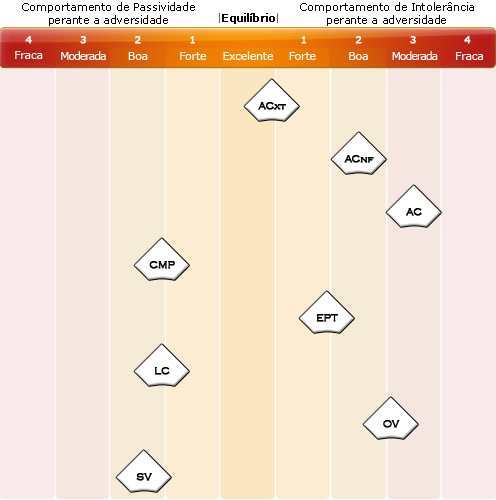 Comportamento de Passividade
perante a adversidade
|Equilíbrio|
Comportamento de Intolerância
perante a adversidade
4 3 2 1 1 2 3 4
Fraca Moderada Boa Forte Excelente Forte Boa Moderada Fraca
ACXT
ACNF
AC
CMP
EPT
LC
OV
SV